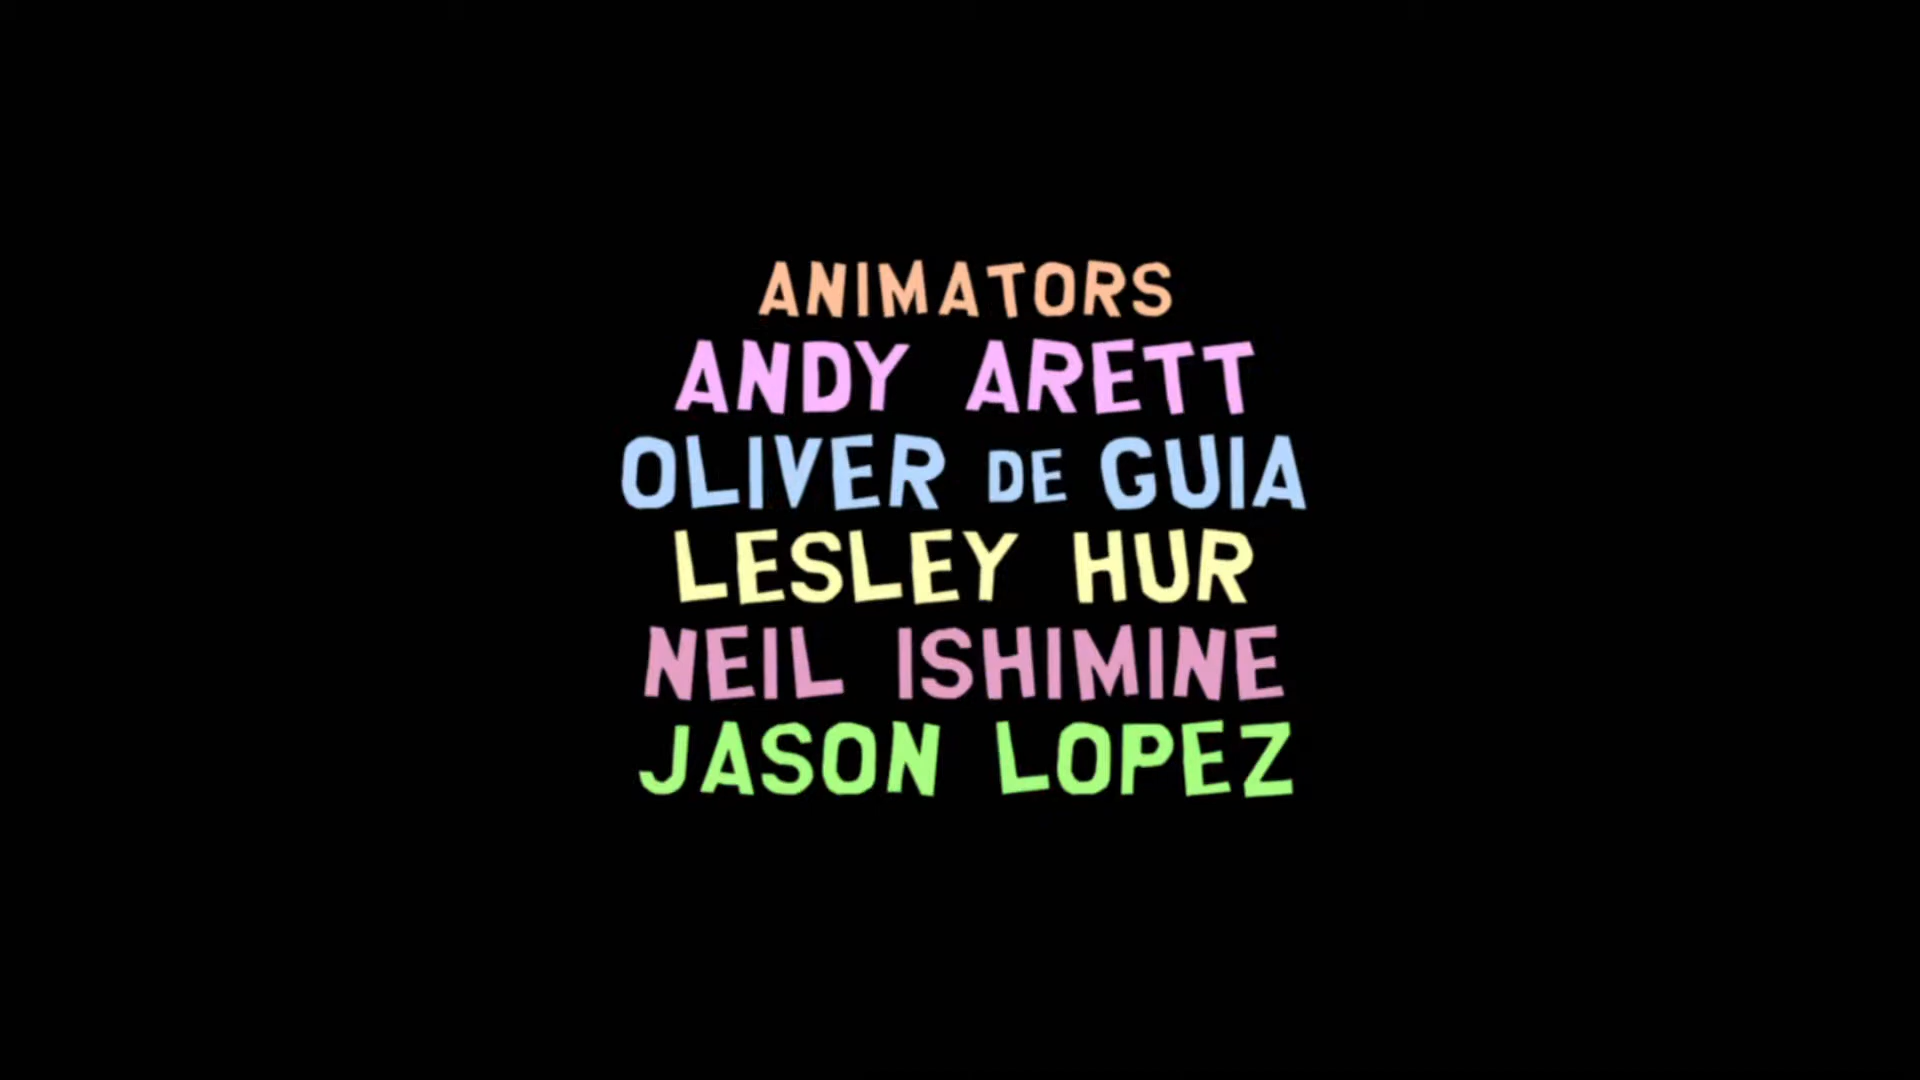 ANIMATORS
ANDY ARETT
OLIVER DE GUIA
LESLEY HUR
NEIL ISHIMINE
JASON LOPEZ